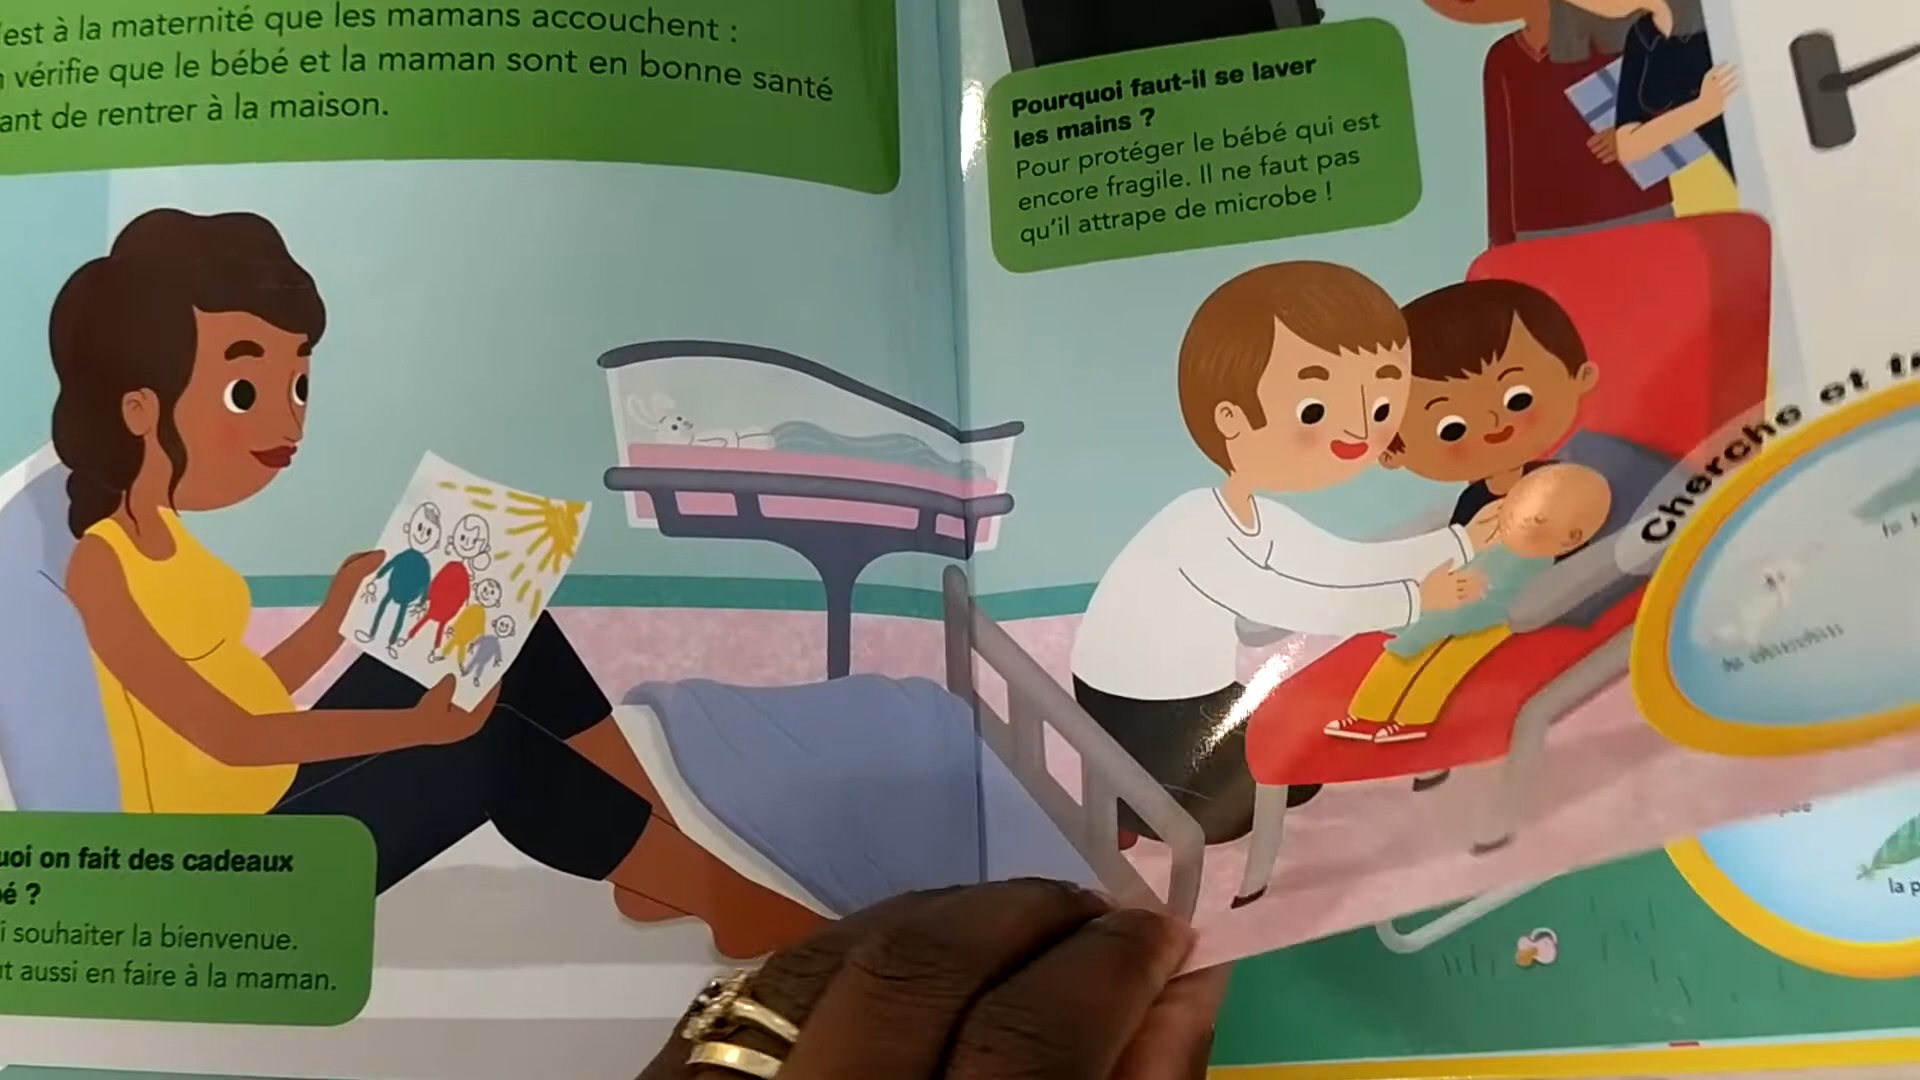 est à la maternité que les mamans accouchent :
vérifie que le bébé et la maman sont en bonne santé
ant de rentrer à la maison.
Pourquoi faut-il se laver
les mains ?
Pour protéger le bébé qui est
encore fragile. Il ne faut pas
qu'il attrape de microbe !
uoi on fait des cadeaux
é ?
i souhaiter la bienvenue.
t aussi en faire à la maman.
Cherche et t
la p